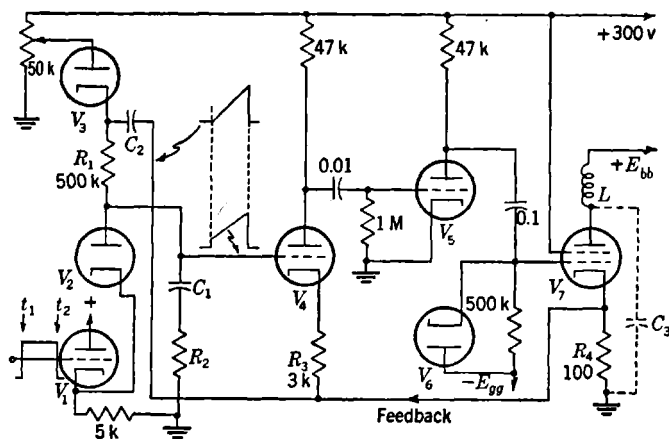 +300 v
50 k
47 k
47 k
V3
C2
R1
500 k
0.01
+Ebb
L
V5
1 M
0.1
V2
C1
V4
V7
t1
t2
+
500 k
C3
R2
R3
3 k
V6
-Egg
R4
100
V1
5 k
Feedback